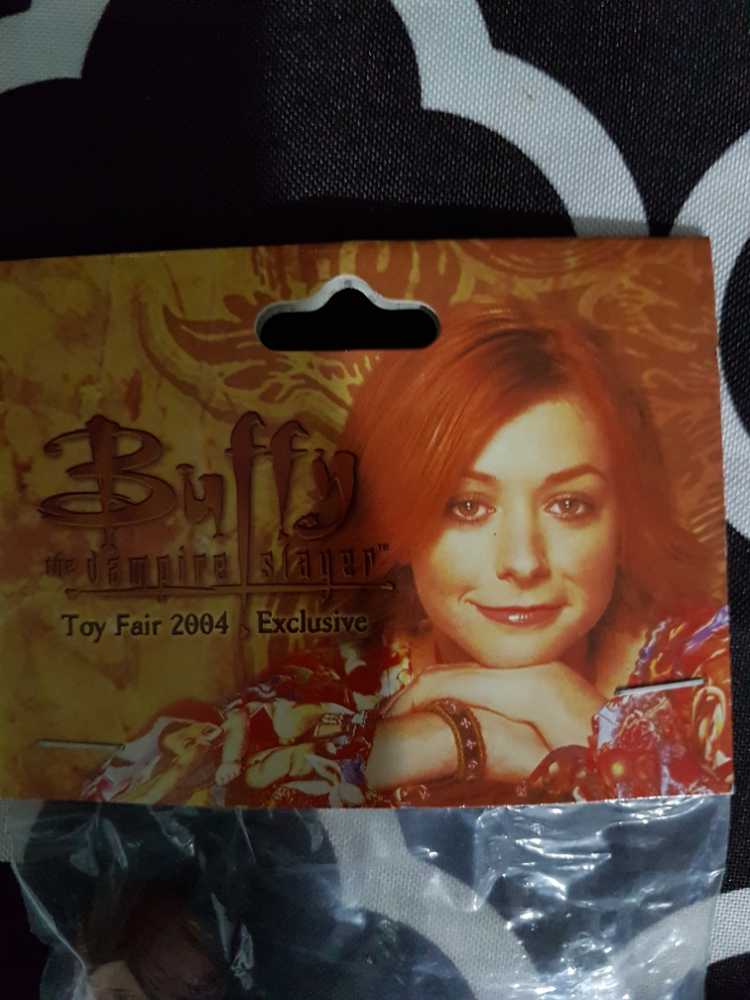 Buffy
the vampire slayer™
Toy Fair 2004 Exclusive